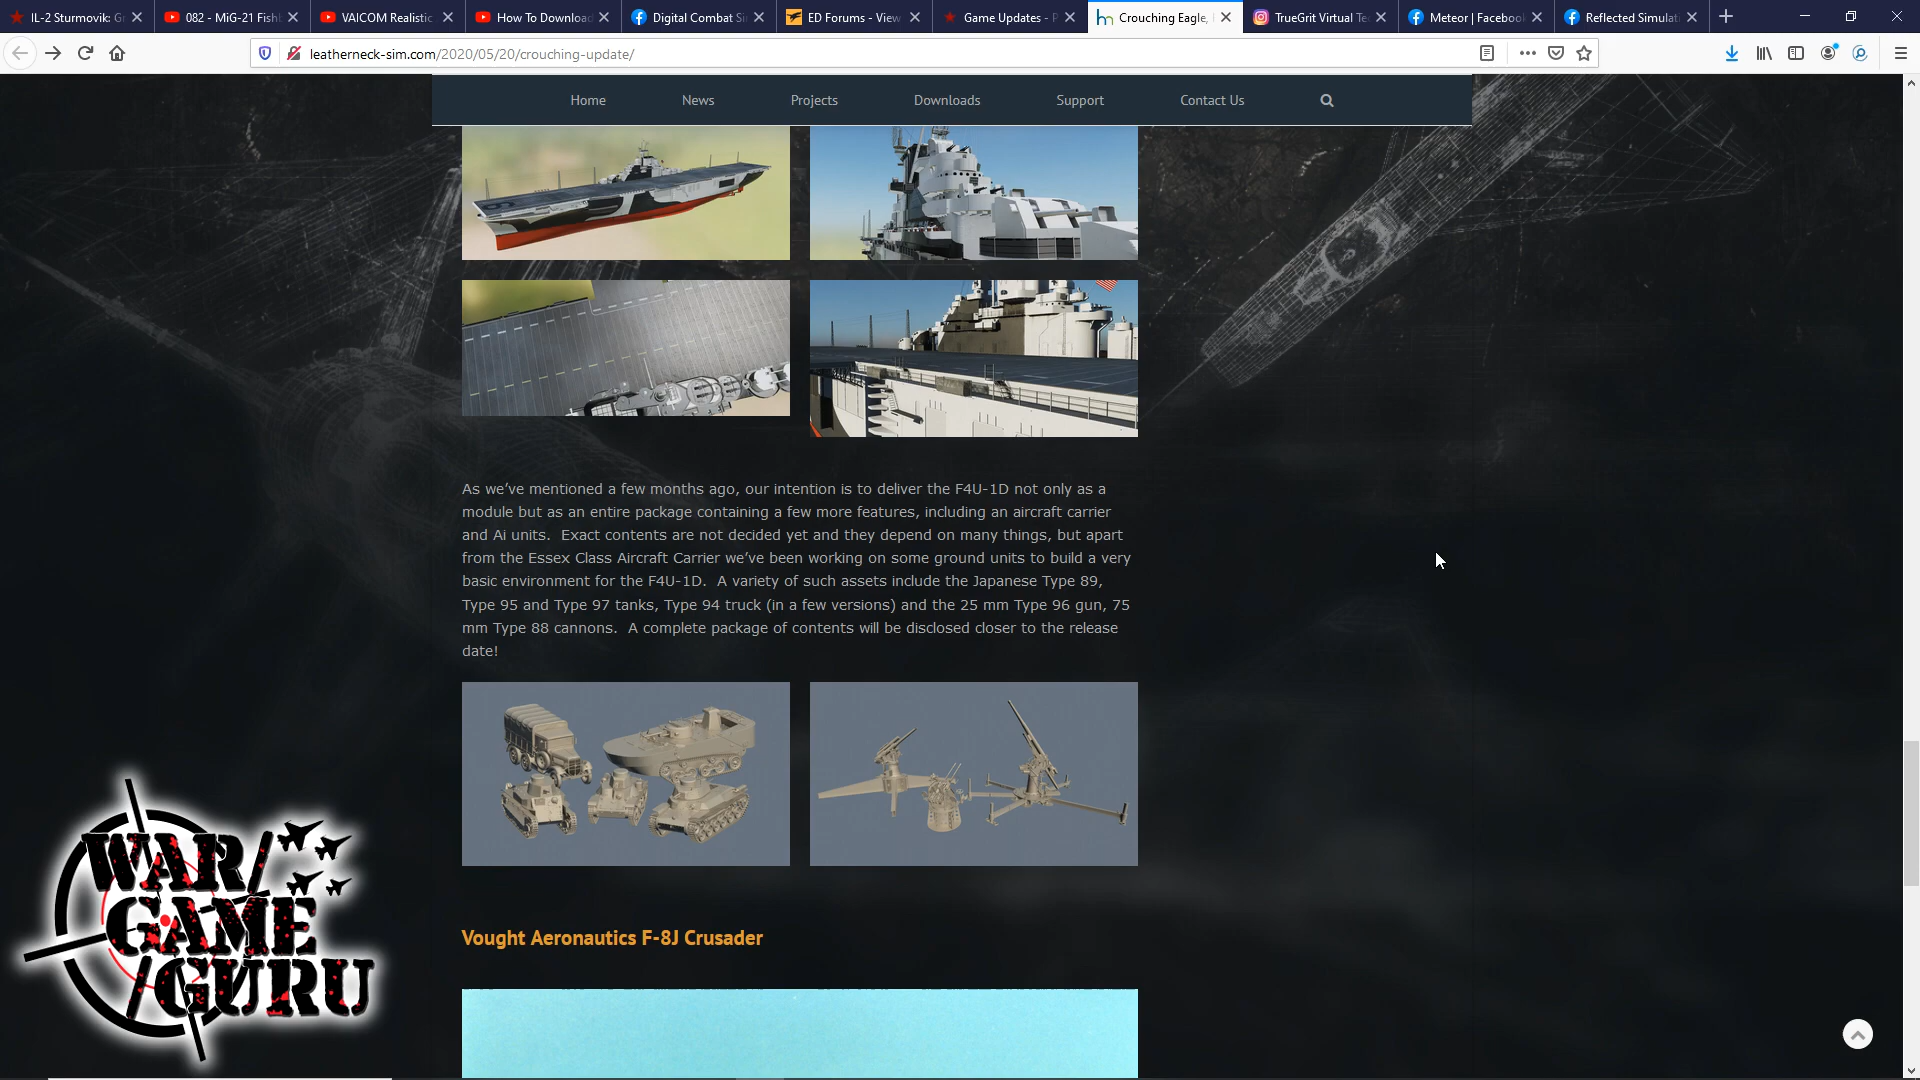 IL-2 Sturmovik: Gr
082 - MiG-21 Fishb
VAICOM Realistic
How To Download
Digital Combat Si
ED Forums - View
Game Updates - P
Crouching Eagle,
TrueGrit Virtual Te
Meteor | Facebook
Reflected Simulati
leatherneck-sim.com/2020/05/20/crouching-update/
Home News Projects Downloads Support Contact Us
As we’ve mentioned a few months ago, our intention is to deliver the F4U-1D not only as a
module but as an entire package containing a few more features, including an aircraft carrier
and Ai units.  Exact contents are not decided yet and they depend on many things, but apart
from the Essex Class Aircraft Carrier we’ve been working on some ground units to build a very
basic environment for the F4U-1D.  A variety of such assets include the Japanese Type 89,
Type 95 and Type 97 tanks, Type 94 truck (in a few versions) and the 25 mm Type 96 gun, 75
mm Type 88 cannons.  A complete package of contents will be disclosed closer to the release
date!
WAR/
GAME
/GURU
Vought Aeronautics F-8J Crusader